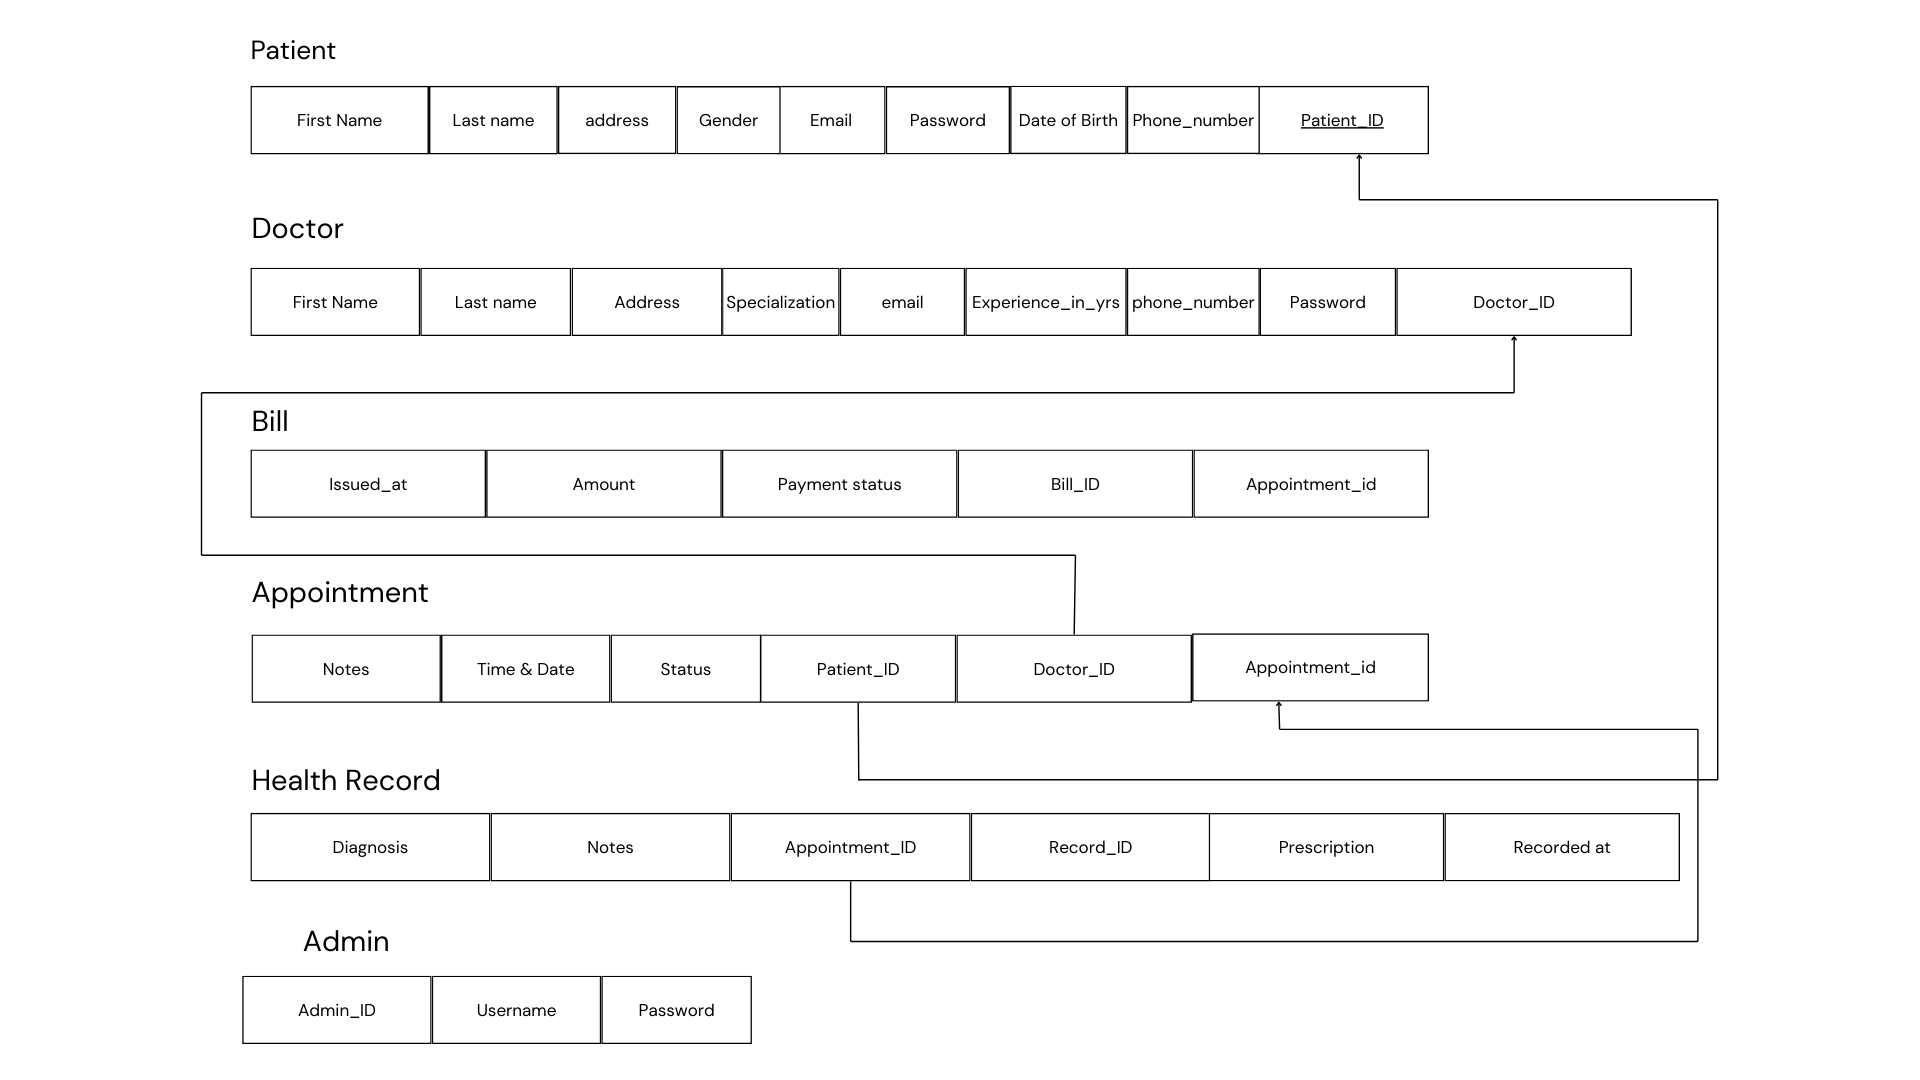 Patient
First Name Last name address Gender Email Password Date of Birth Phone_number Patient_ID
Doctor
First Name Last name Address Specialization email Experience_in_yrs phone_number Password Doctor_ID
Bill
Issued_at Amount Payment status Bill_ID Appointment_id
Appointment
Notes Time & Date Status Patient_ID Doctor_ID Appointment_id
Health Record
Diagnosis Notes Appointment_ID Record_ID Prescription Recorded at
Admin
Admin_ID Username Password